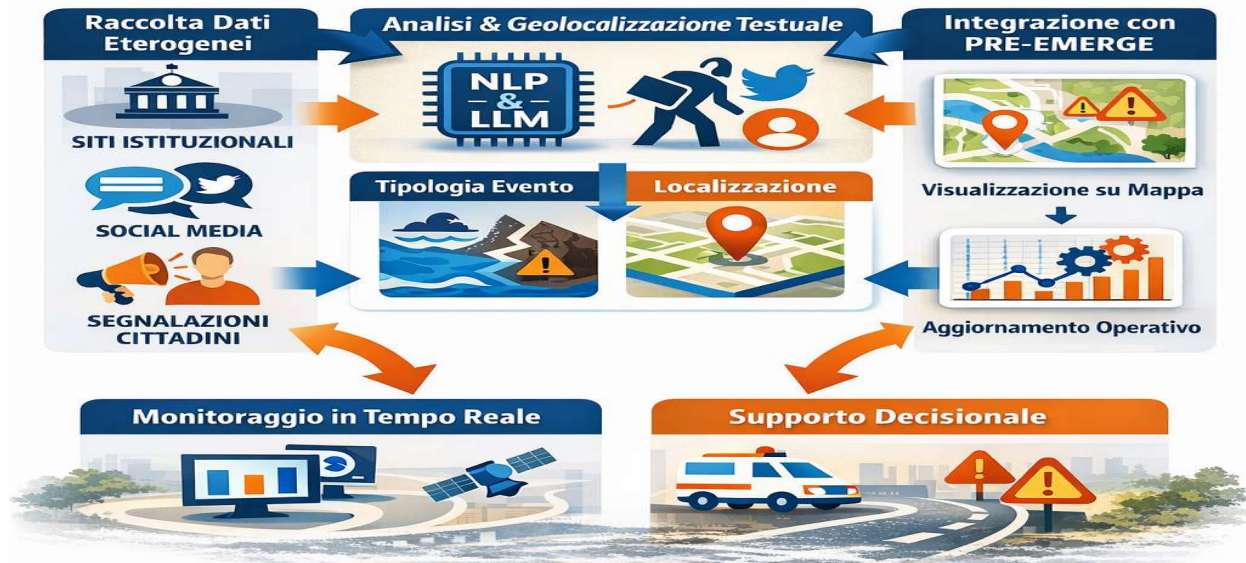 Raccolta Dati
Eterogenei
SITI ISTITUZIONALI
SOCIAL MEDIA
SEGNALAZIONI
CITTADINI
Analisi & Geolocalizzazione Testuale
NLP
&
LLM
Tipologia Evento
Localizzazione
Integrazione con
PRE-EMERGE
Visualizzazione su Mappa
Aggiornamento Operativo
Monitoraggio in Tempo Reale
Supporto Decisionale